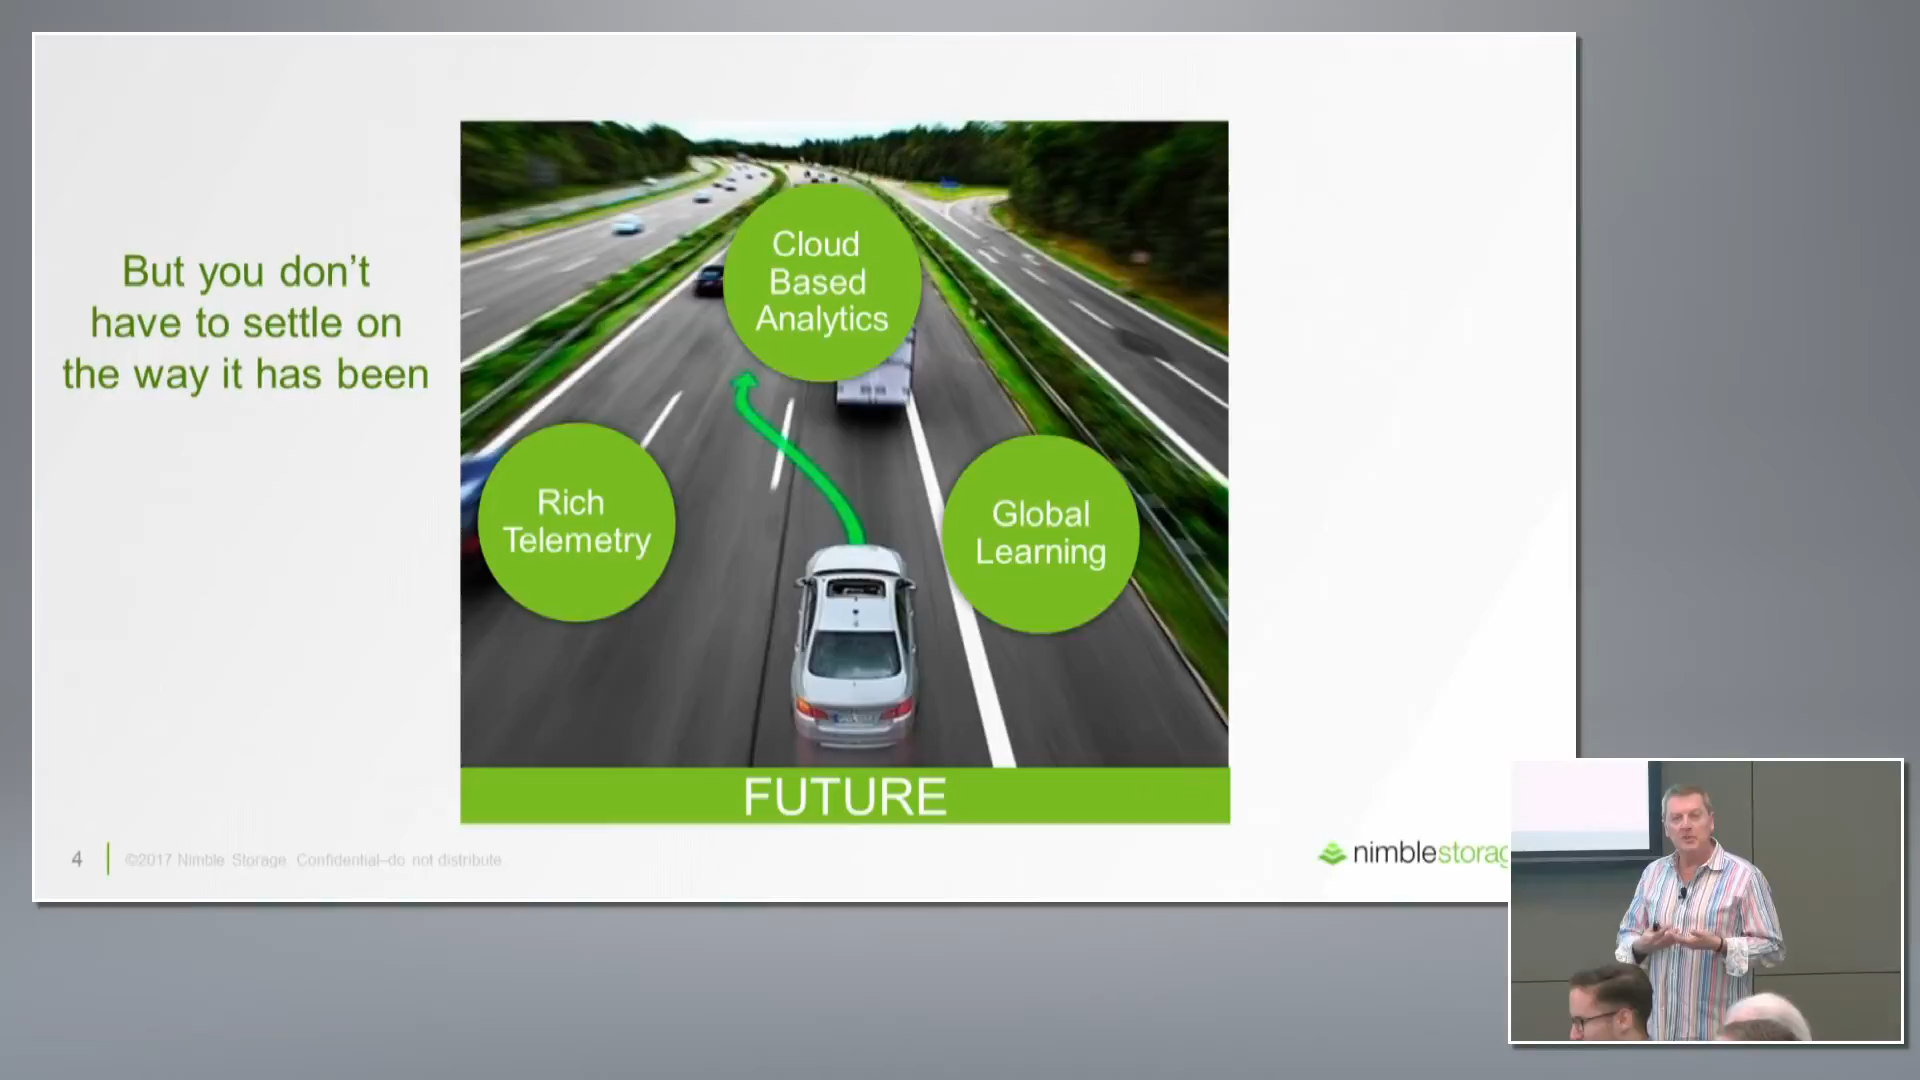 But you don't
have to settle on
the way it has been
Cloud
Based
Analytics
Rich
Telemetry
Global
Learning
FUTURE
4
©2017 Nimble Storage Confidential–do not distribute
nimblestorag